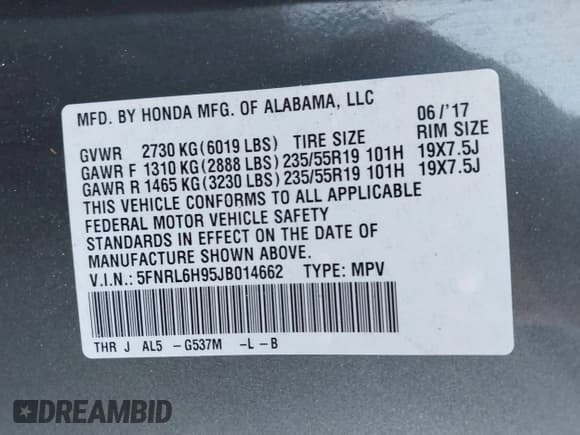 MFD. BY HONDA MFG. OF ALABAMA, LLC 06/'17
GVWR 2730 KG(6019 LBS) TIRE SIZE RIM SIZE
GAWR F 1310 KG(2888 LBS)235/55R19 101H 19X7.5J
GAWR R 1465 KG(3230 LBS)235/55R19 101H 19X7.5J
THIS VEHICLE CONFORMS TO ALL APPLICABLE
FEDERAL MOTOR VEHICLE SAFETY
STANDARDS IN EFFECT ON THE DATE OF
MANUFACTURE SHOWN ABOVE.
V.I.N.: 5FNRL6H95JB014662 TYPE: MPV
THR J AL5 -G537M -L -B
DREAMBID